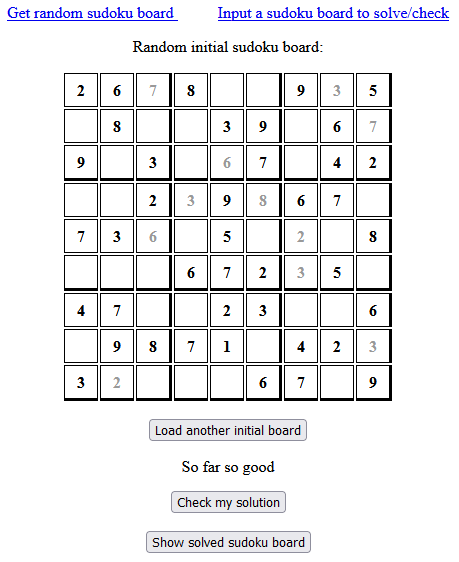 Get random sudoku board Input a sudoku board to solve/check
Random initial sudoku board:
2 6 7 8 9 3 5
8 3 9 6 7
9 3 6 7 4 2
2 3 9 8 6 7
7 3 6 5 2 8
6 7 2 3 5
4 7 2 3 6
9 8 7 1 4 2 3
3 2 6 7 9
Load another initial board
So far so good
Check my solution
Show solved sudoku board